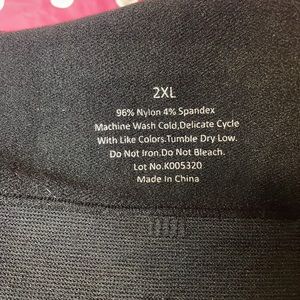 2XL
96% Nylon 4% Spandex
Machine Wash Cold,Delicate Cycle
With Like Colors.Tumble Dry Low.
Do Not Iron.Do Not Bleach.
Lot No.K005320
Made In China